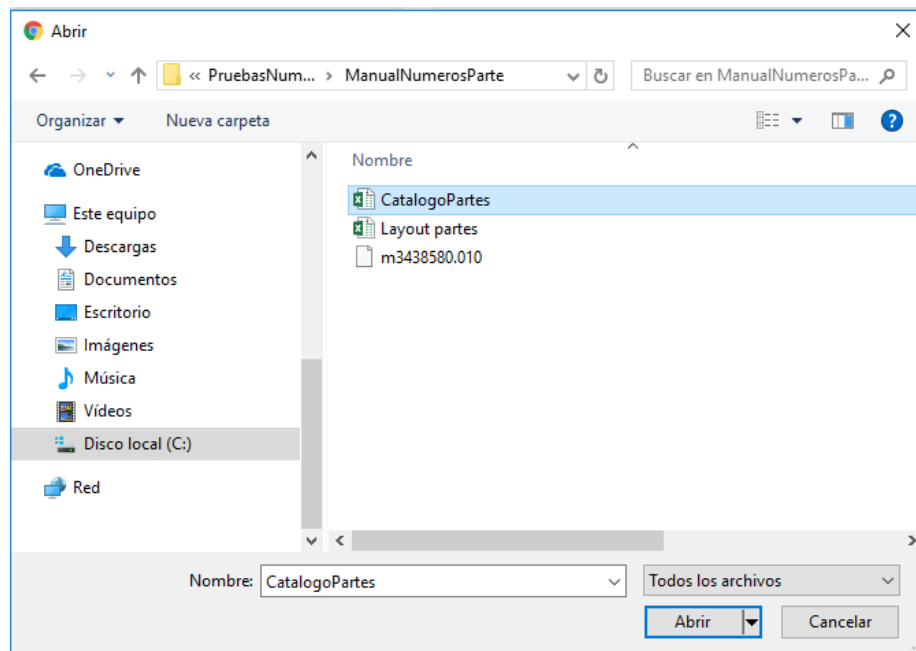 Abrir
« PruebasNum... › ManualNumerosParte
Buscar en ManualNumerosPa...
Organizar
Nueva carpeta
?
OneDrive
Este equipo
Descargas
Documentos
Escritorio
Imágenes
Música
Vídeos
Disco local (C:)
Red
Nombre
CatalogoPartes
Layout partes
m3438580.010
Nombre: CatalogoPartes
Todos los archivos
Abrir
Cancelar